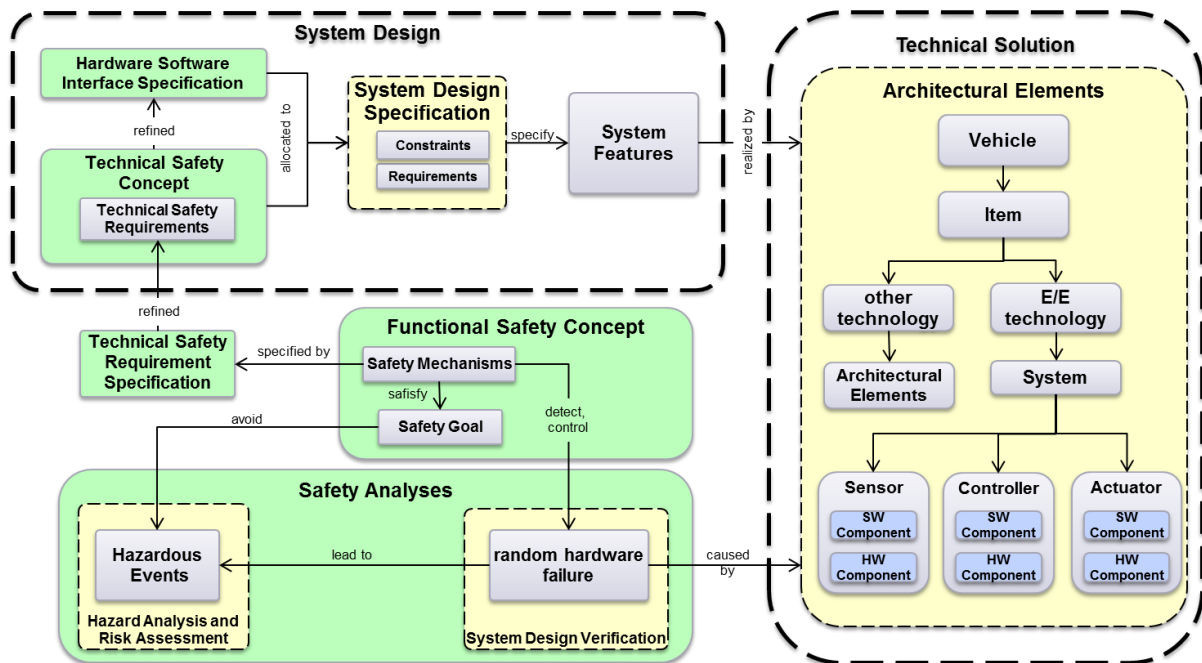 System Design
Hardware Software
Interface Specification
refined
Technical Safety
Concept
Technical Safety
Requirements
allocated to
System Design
Specification
Constraints
Requirements
specify
System
Features
realized by
refined
Technical Safety
Requirement
Specification
specified by
Functional Safety Concept
Safety Mechanisms
safisfy
Safety Goal
avoid
detect,
control
Safety Analyses
Hazardous
Events
Hazard Analysis and
Risk Assessment
lead to
random hardware
failure
System Design Verification
caused
by
Technical Solution
Architectural Elements
Vehicle
Item
other
technology
E/E
technology
Architectural
Elements
System
Sensor
SW
Component
HW
Component
Controller
SW
Component
HW
Component
Actuator
SW
Component
HW
Component